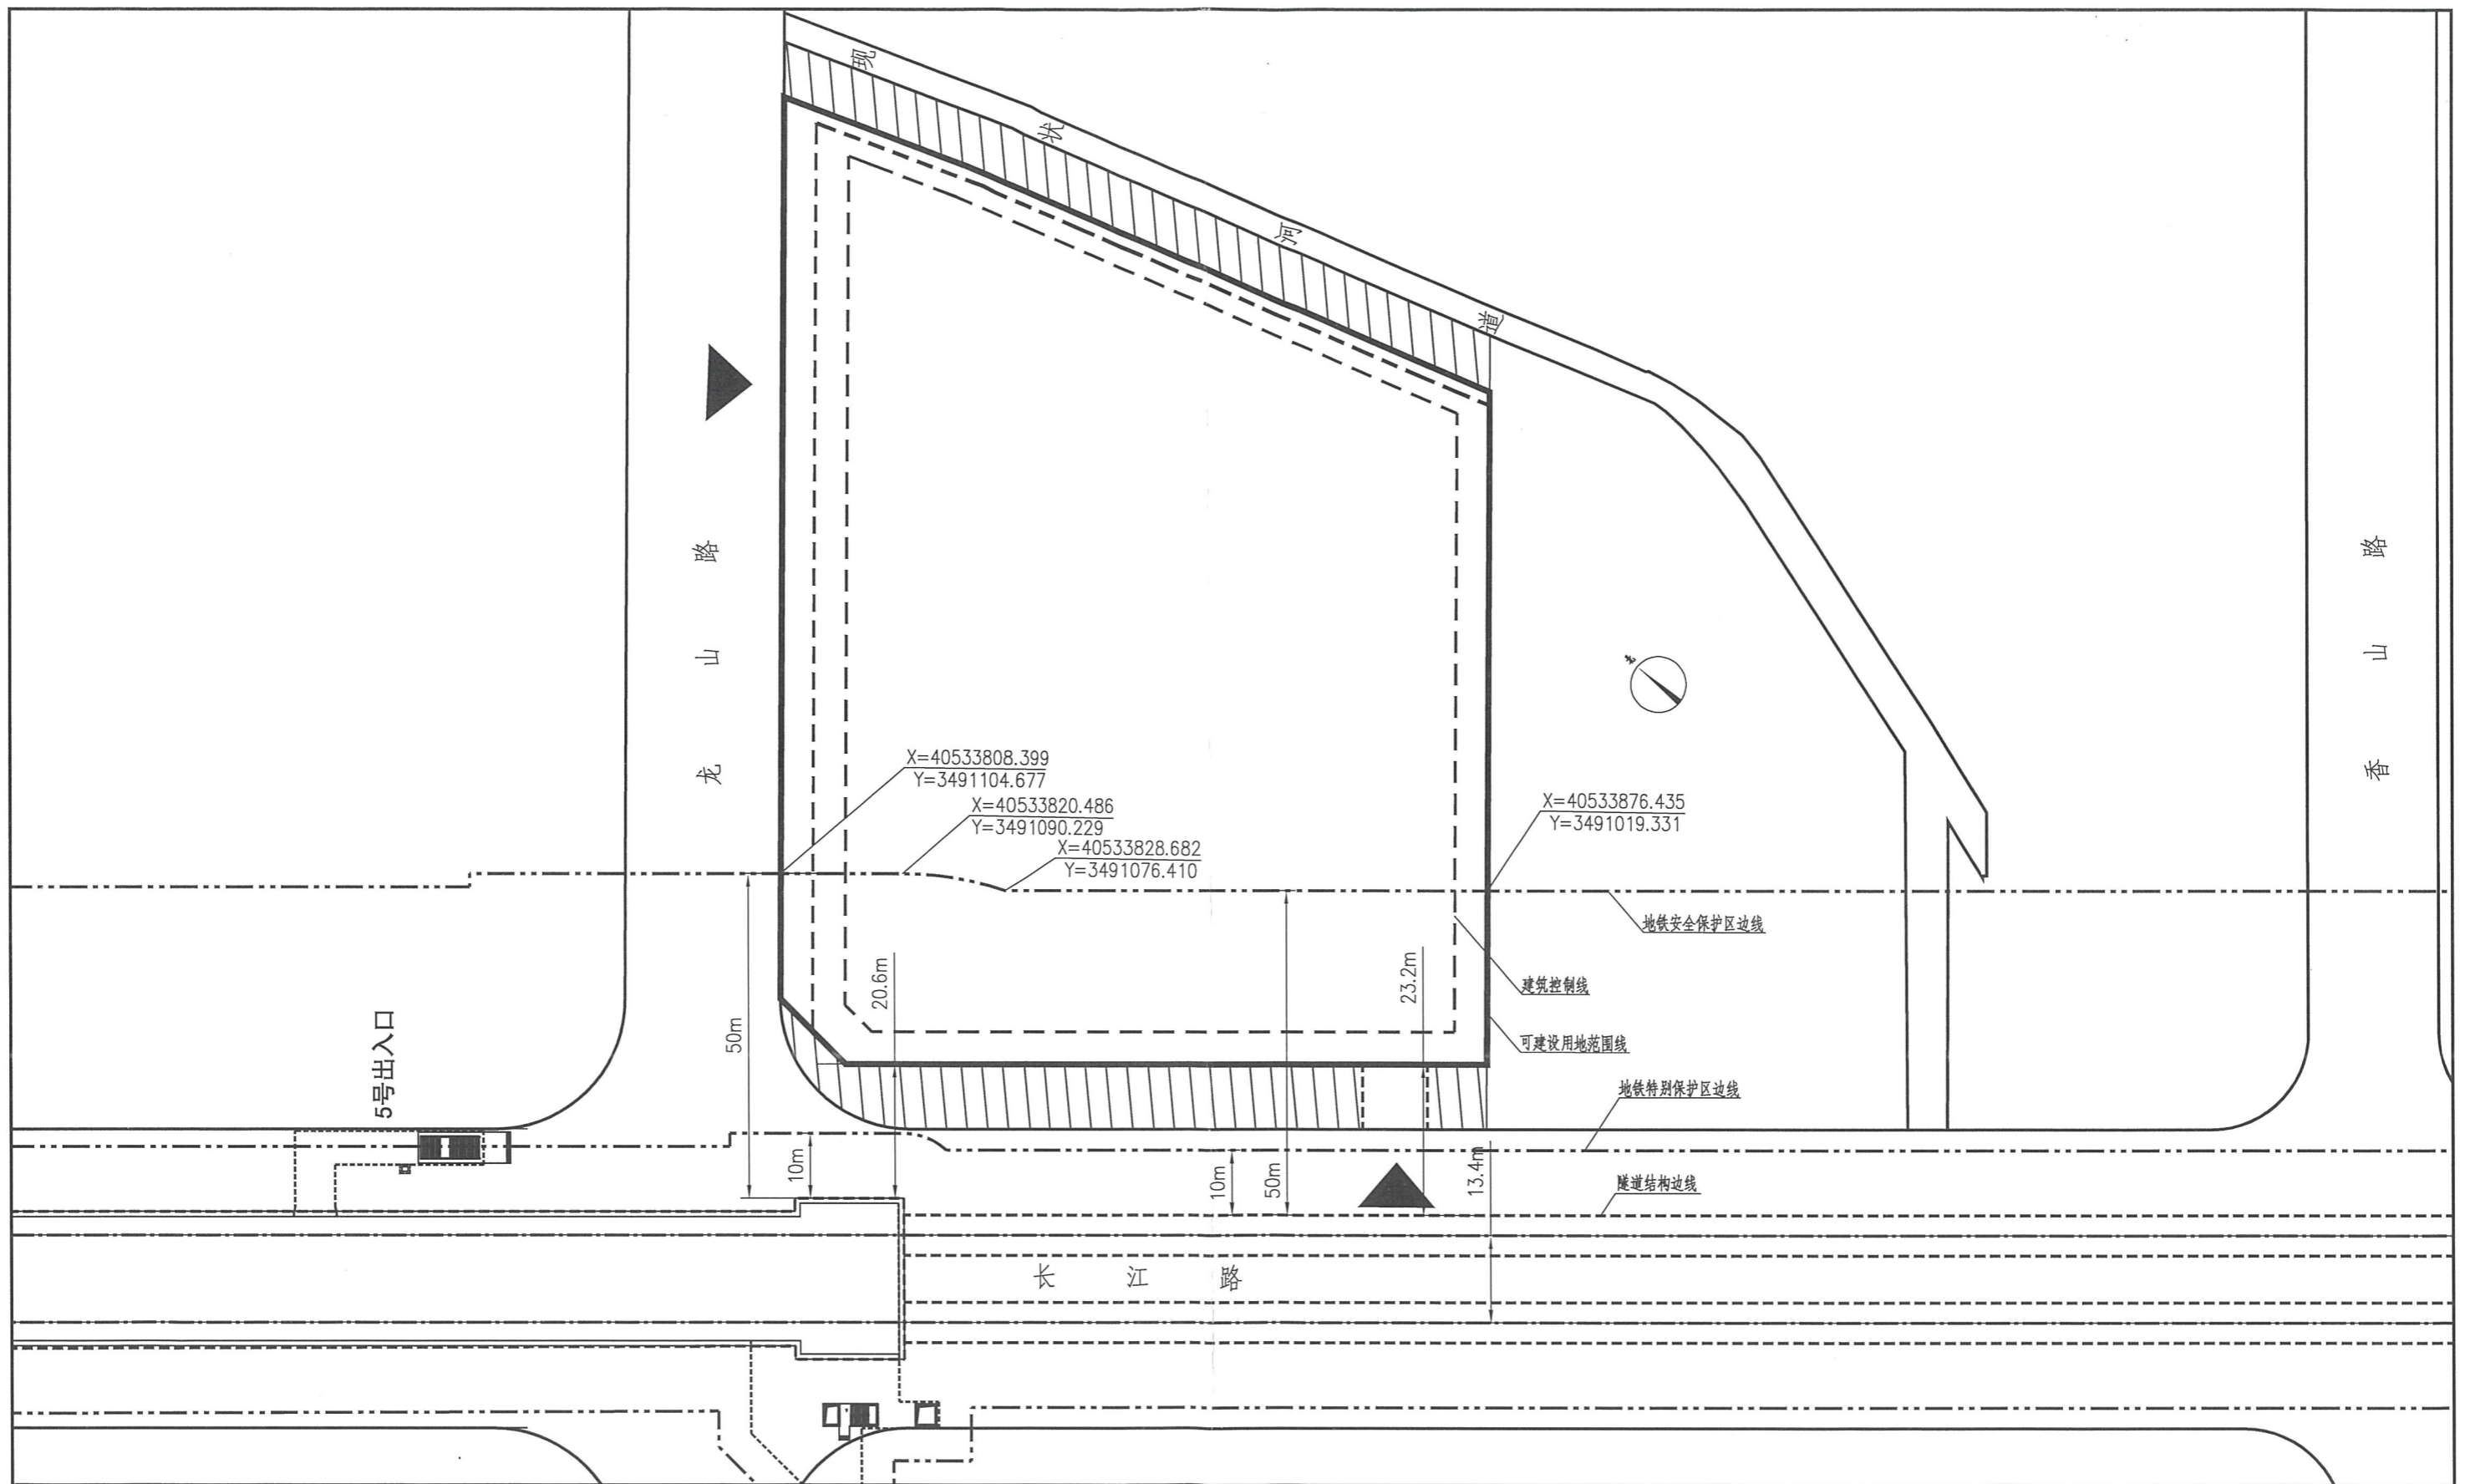 现状河道
龙山路
香山路
X=40533808.399
Y=3491104.677
X=40533820.486
Y=3491090.229
X=40533828.682
Y=3491076.410
X=40533876.435
Y=3491019.331
北
地铁安全保护区边线
建筑控制线
可建设用地范围线
地铁特别保护区边线
隧道结构边线
5号出入口
50m
20.6m
23.2m
10m
10m
50m
13.4m
长江路